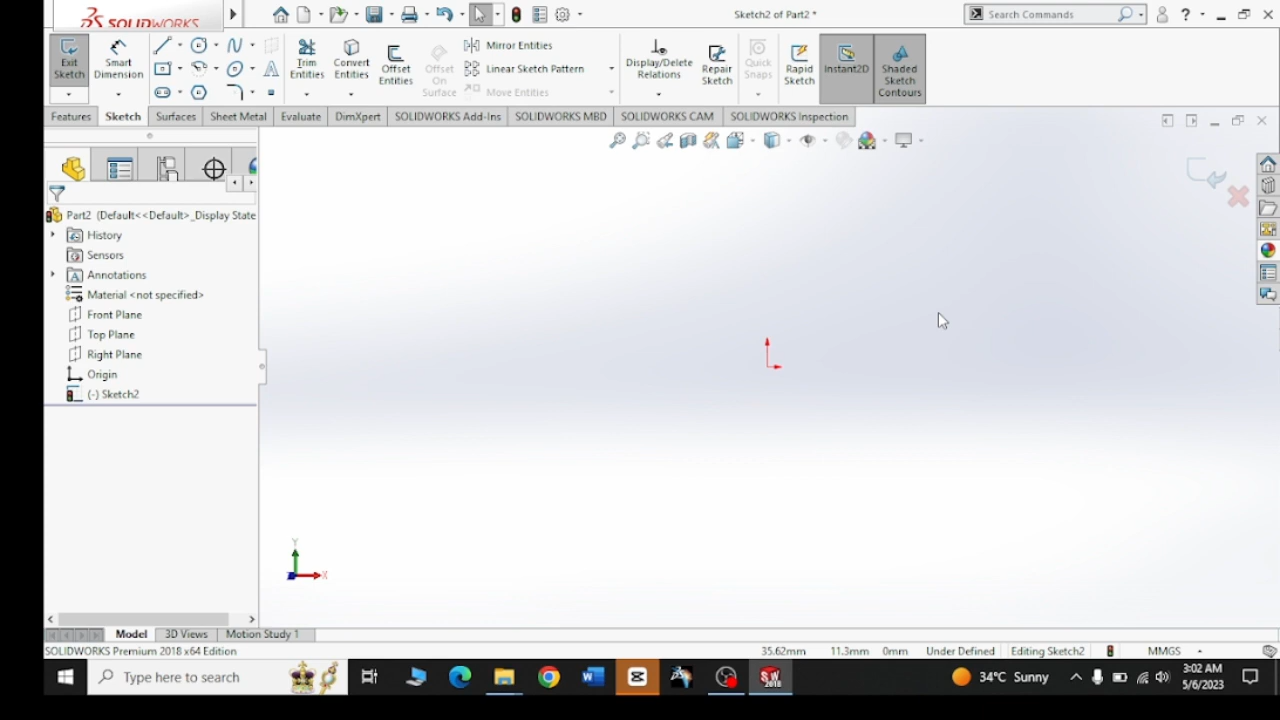 SOLIDWORKS
Sketch2 of Part2 *
Search Commands
Exit Sketch
Smart Dimension
Trim Entities
Convert Entities
Offset Entities
Offset On Surface
Mirror Entities
Linear Sketch Pattern
Move Entities
Display/Delete Relations
Repair Sketch
Quick Snaps
Rapid Sketch
Instant2D
Shaded Sketch Contours
Features
Sketch
Surfaces
Sheet Metal
Evaluate
DimXpert
SOLIDWORKS Add-Ins
SOLIDWORKS MBD
SOLIDWORKS CAM
SOLIDWORKS Inspection
Part2 (Default<<Default>_Display State
History
Sensors
Annotations
Material <not specified>
Front Plane
Top Plane
Right Plane
Origin
(-) Sketch2
Y
X
Model
3D Views
Motion Study 1
SOLIDWORKS Premium 2018 x64 Edition
35.62mm
11.3mm
0mm
Under Defined
Editing Sketch2
MMGS
Type here to search
SW 2018
34°C Sunny
3:02 AM
5/6/2023